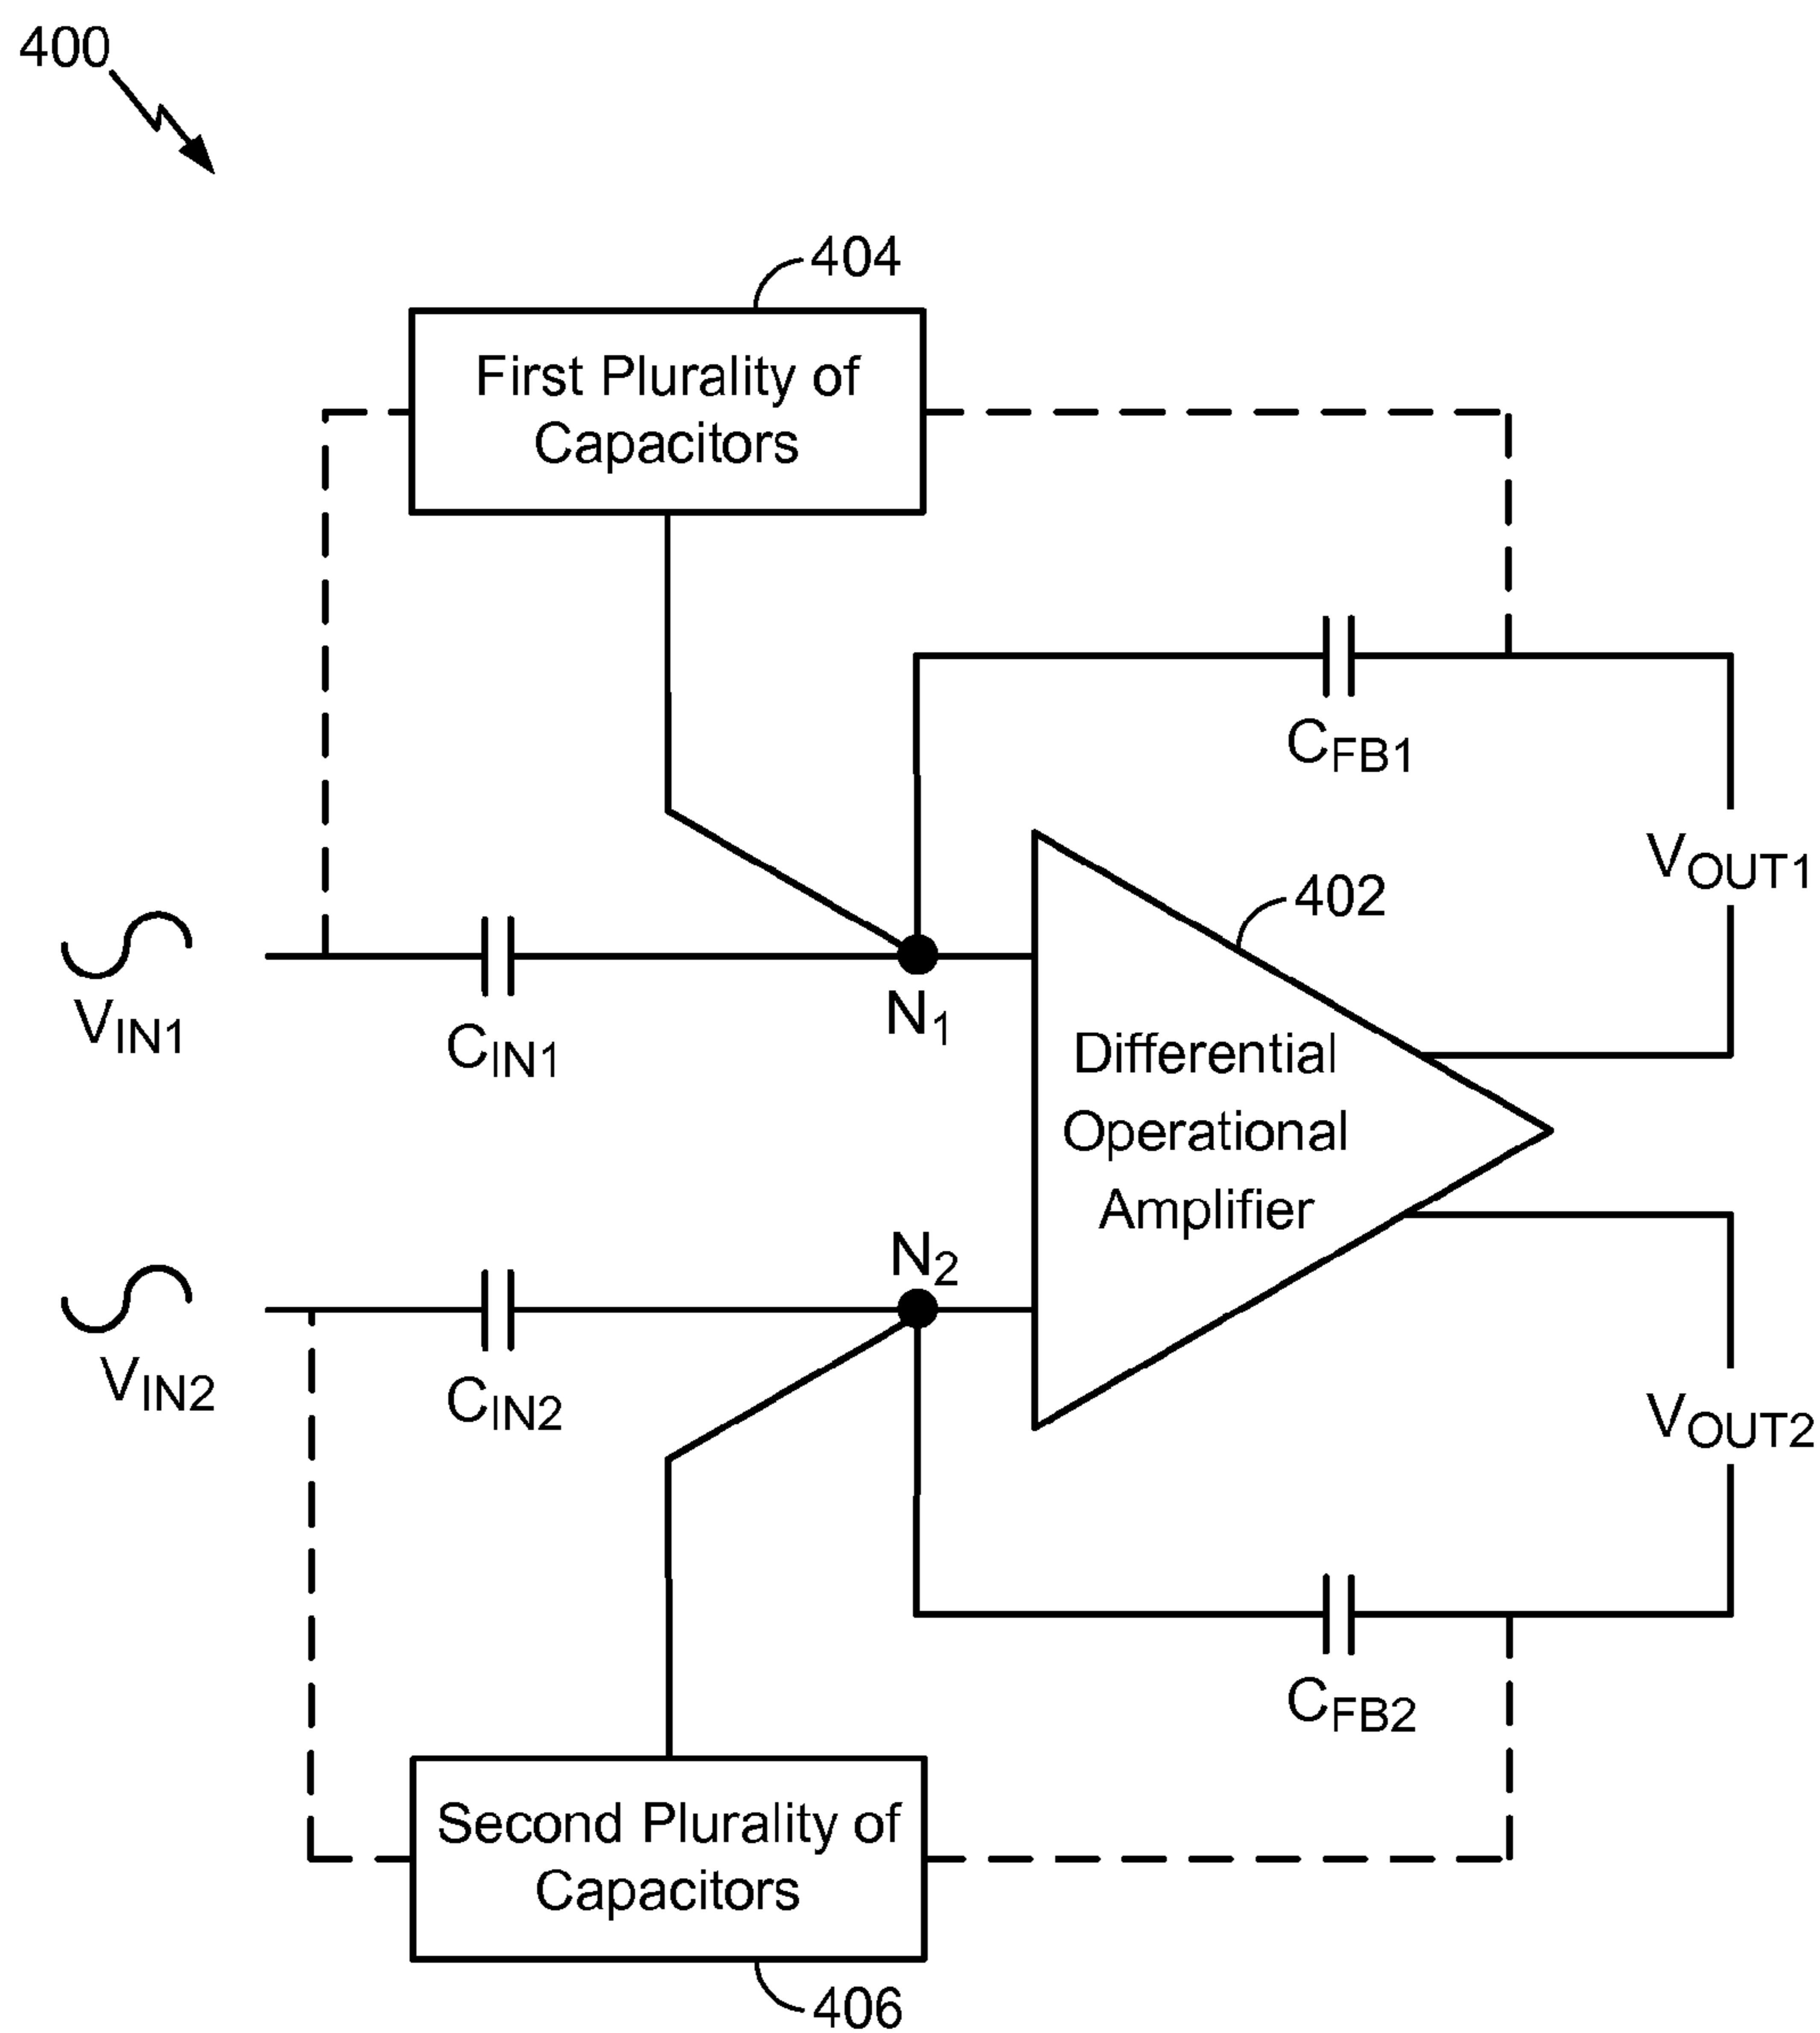 400
404
First Plurality of
Capacitors
CFB1
VOUT1
402
VIN1
CIN1
N1
Differential
Operational
Amplifier
N2
VIN2
CIN2
VOUT2
CFB2
Second Plurality of
Capacitors
406